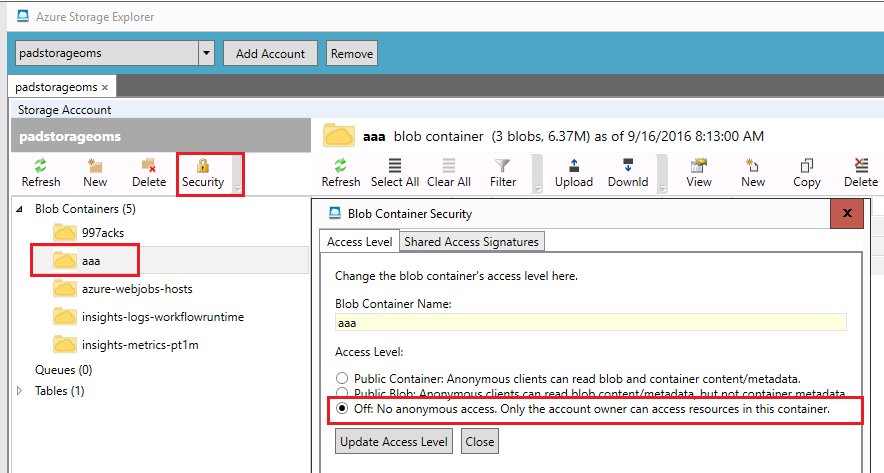 Azure Storage Explorer
padstorageoms
Add Account
Remove
padstorageoms ×
Storage Acccount
padstorageoms
Refresh
New
Delete
Security
Blob Containers (5)
997acks
aaa
azure-webjobs-hosts
insights-logs-workflowruntime
insights-metrics-pt1m
Queues (0)
Tables (1)
aaa blob container (3 blobs, 6.37M) as of 9/16/2016 8:13:00 AM
Refresh
Select All
Clear All
Filter
Upload
Downld
View
New
Copy
Delete
Blob Container Security
x
Access Level
Shared Access Signatures
Change the blob container's access level here.
Blob Container Name:
aaa
Access Level:
Public Container: Anonymous clients can read blob and container content/metadata.
Public Blob: Anonymous clients can read blob content/metadata, but not container metadata.
Off: No anonymous access. Only the account owner can access resources in this container.
Update Access Level
Close